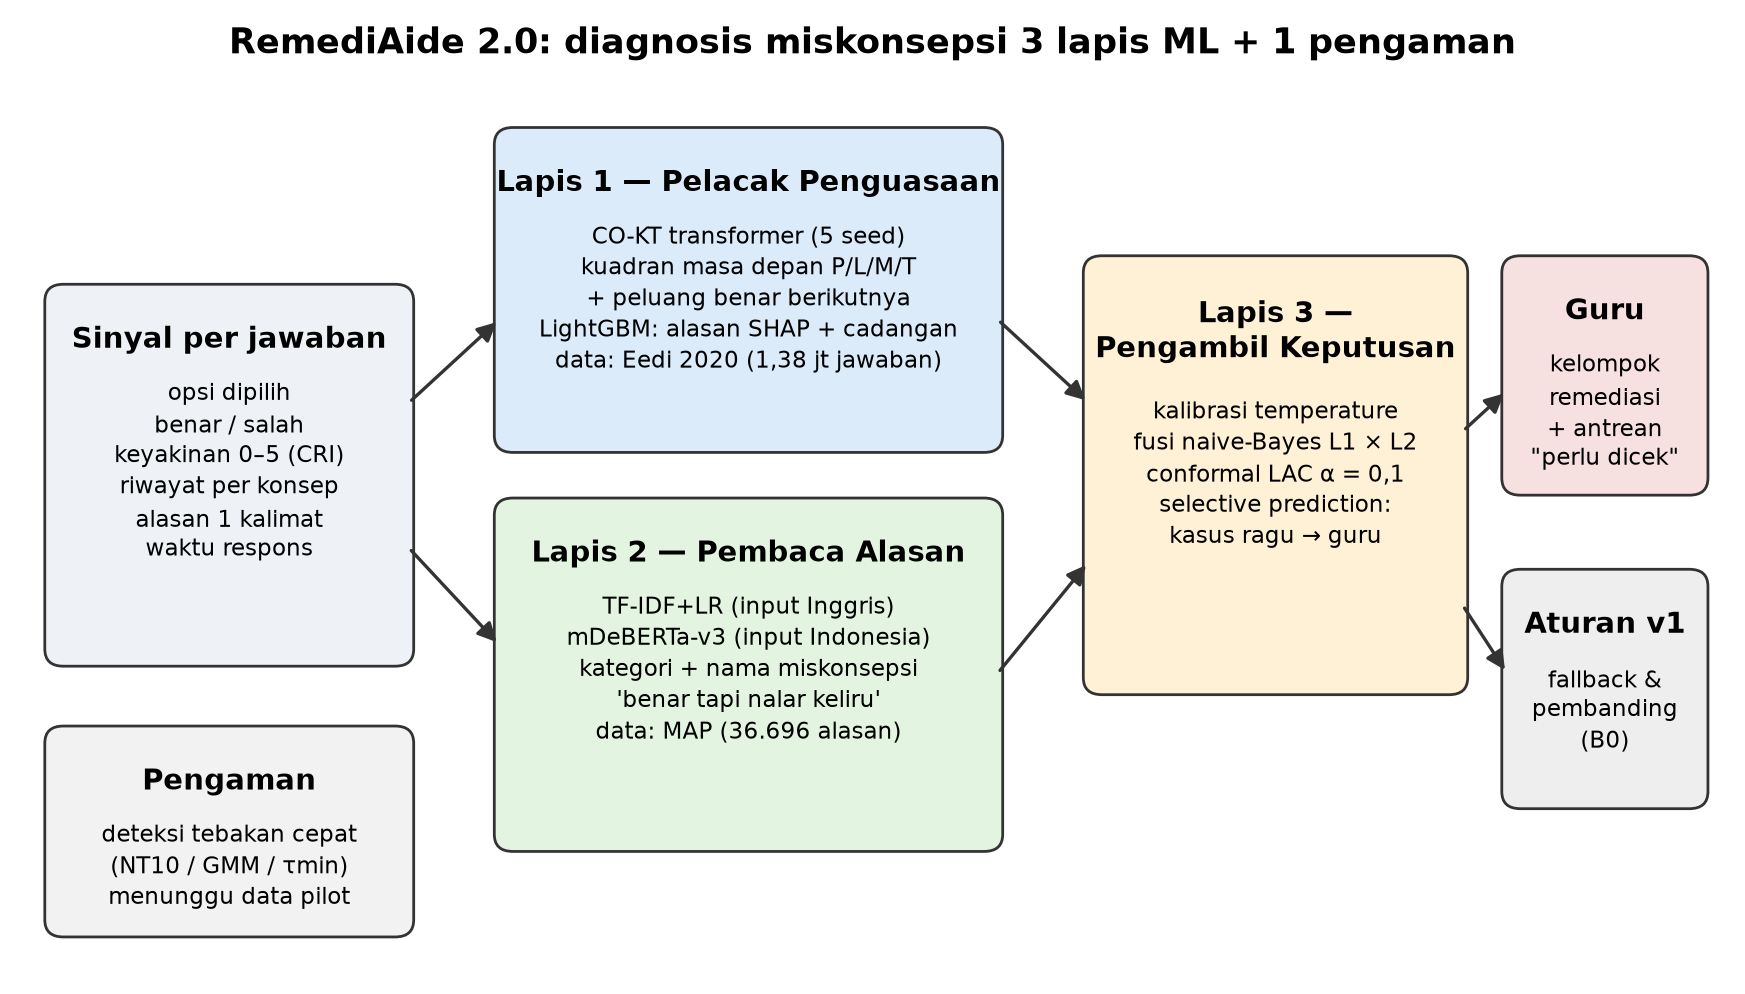 RemediAide 2.0: diagnosis miskonsepsi 3 lapis ML + 1 pengaman
Sinyal per jawaban
opsi dipilih
benar / salah
keyakinan 0–5 (CRI)
riwayat per konsep
alasan 1 kalimat
waktu respons
Pengaman
deteksi tebakan cepat
(NT10 / GMM / τmin)
menunggu data pilot
Lapis 1 — Pelacak Penguasaan
CO-KT transformer (5 seed)
kuadran masa depan P/L/M/T
+ peluang benar berikutnya
LightGBM: alasan SHAP + cadangan
data: Eedi 2020 (1,38 jt jawaban)
Lapis 2 — Pembaca Alasan
TF-IDF+LR (input Inggris)
mDeBERTa-v3 (input Indonesia)
kategori + nama miskonsepsi
'benar tapi nalar keliru'
data: MAP (36.696 alasan)
Lapis 3 —
Pengambil Keputusan
kalibrasi temperature
fusi naive-Bayes L1 × L2
conformal LAC α = 0,1
selective prediction:
kasus ragu → guru
Guru
kelompok
remediasi
+ antrean
"perlu dicek"
Aturan v1
fallback &
pembanding
(B0)